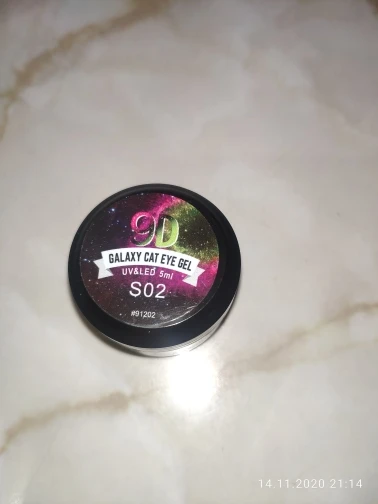 9D
GALAXY CAT EYE GEL
UV&LED 5ml
S02
#91202
14.11.2020 21:14